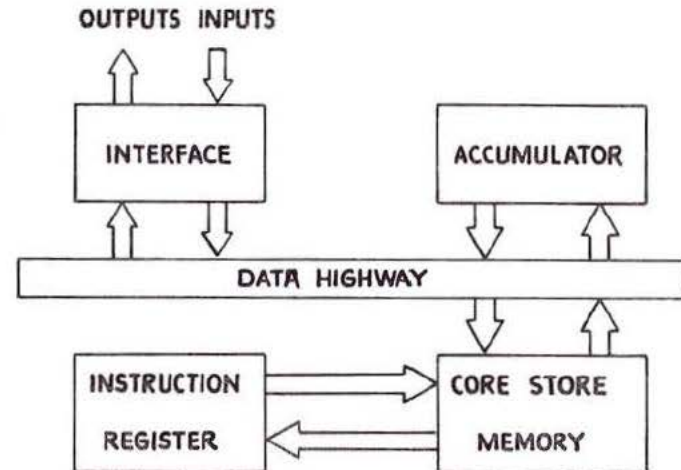 OUTPUTS INPUTS
INTERFACE
ACCUMULATOR
DATA HIGHWAY
INSTRUCTION
REGISTER
CORE STORE
MEMORY